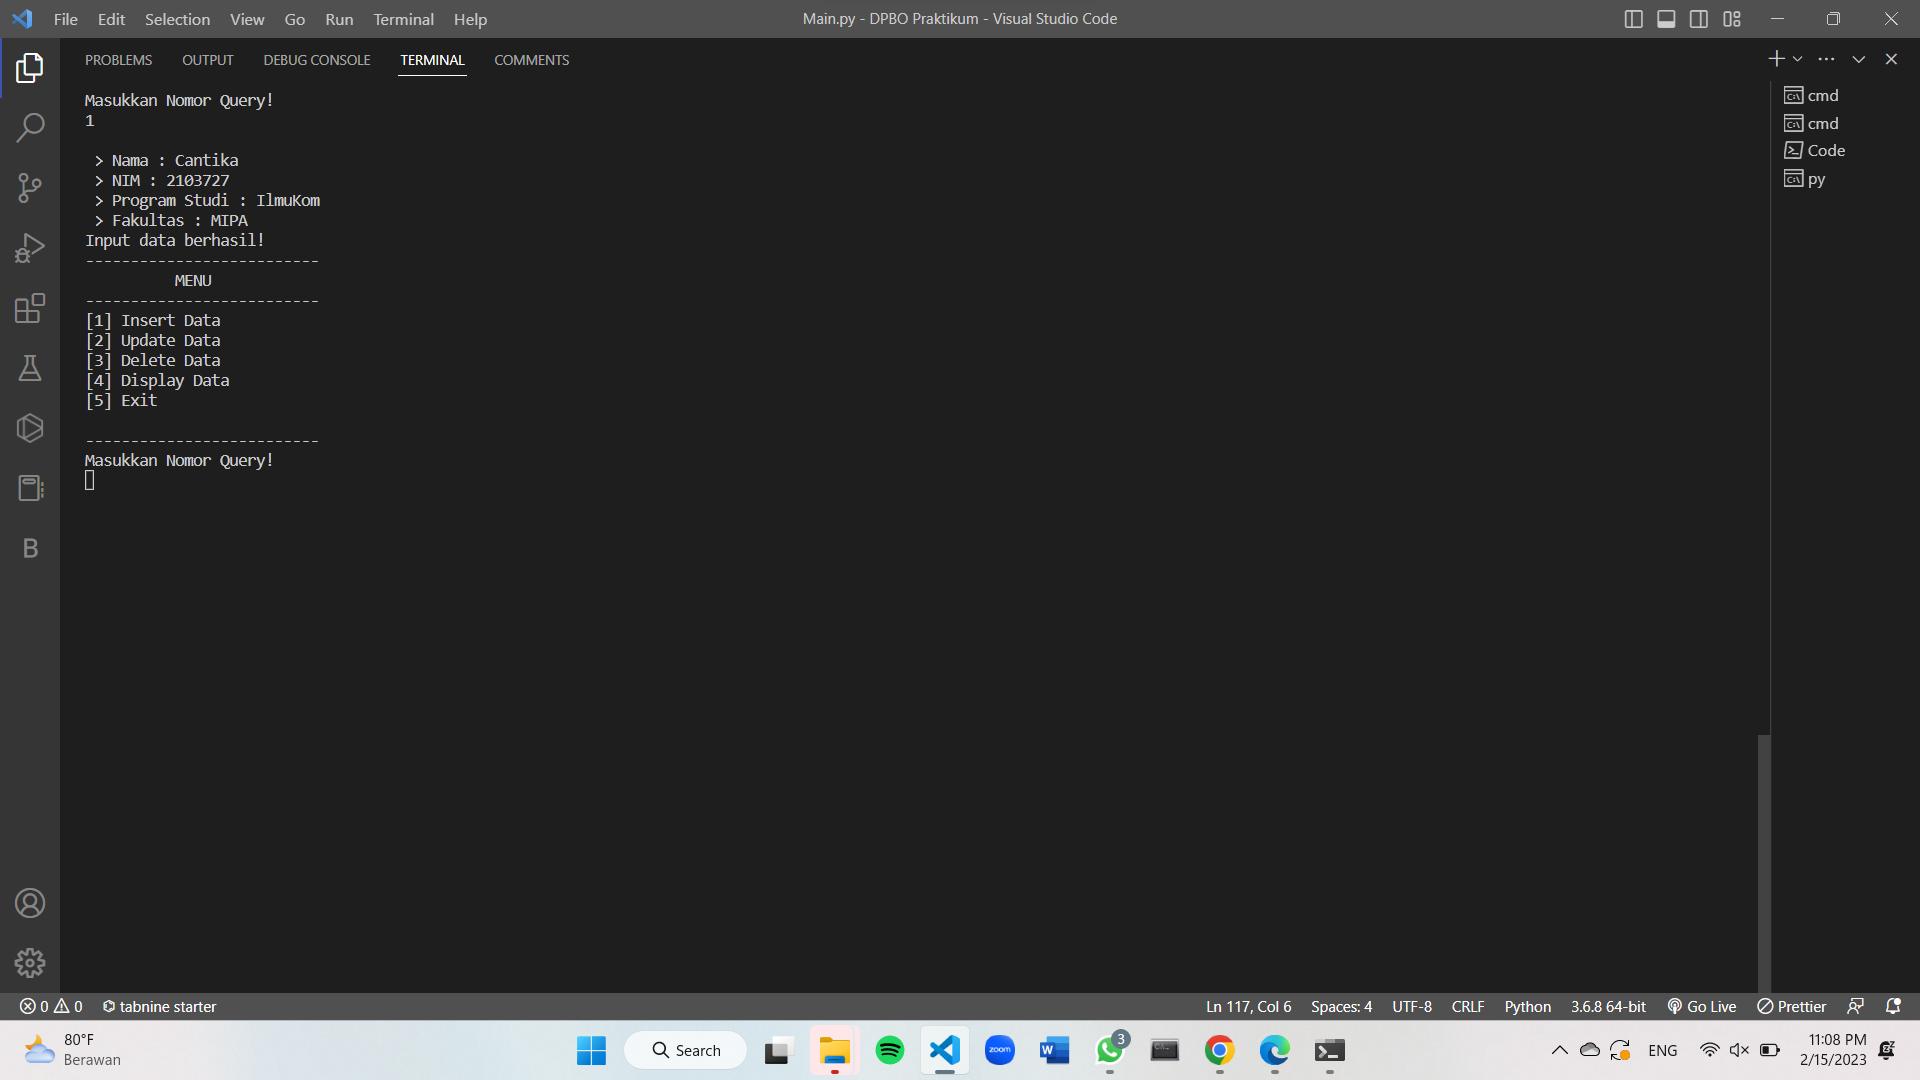 File Edit Selection View Go Run Terminal Help
Main.py - DPBO Praktikum - Visual Studio Code
PROBLEMS OUTPUT DEBUG CONSOLE TERMINAL COMMENTS
Masukkan Nomor Query!
1
> Nama : Cantika
> NIM : 2103727
> Program Studi : IlmuKom
> Fakultas : MIPA
Input data berhasil!
--------------------------
MENU
--------------------------
[1] Insert Data
[2] Update Data
[3] Delete Data
[4] Display Data
[5] Exit
--------------------------
Masukkan Nomor Query!
cmd
cmd
Code
py
B
0 0 tabnine starter
Ln 117, Col 6 Spaces: 4 UTF-8 CRLF Python 3.6.8 64-bit Go Live Prettier
80°F
Berawan
Search
zoom
W
3
ENG
11:08 PM
2/15/2023